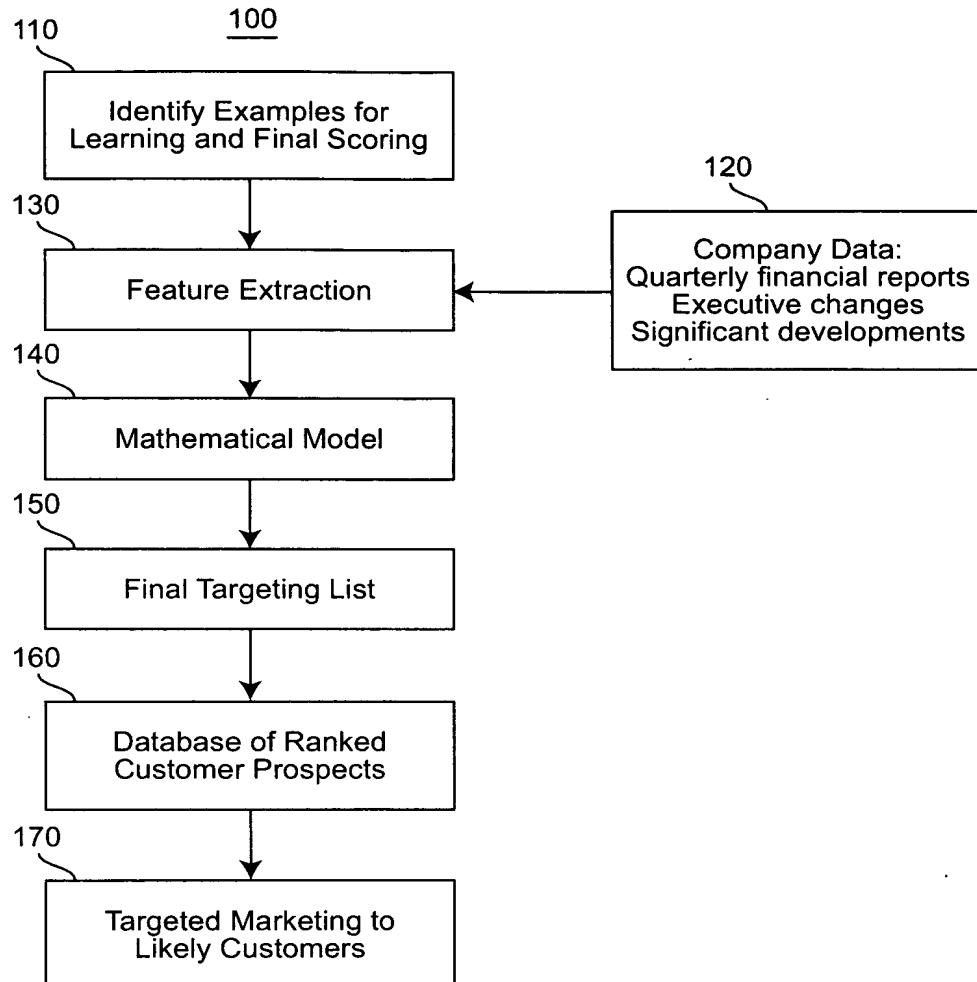 100
110
Identify Examples for
Learning and Final Scoring
120
Company Data:
Quarterly financial reports
Executive changes
Significant developments
130
Feature Extraction
140
Mathematical Model
150
Final Targeting List
160
Database of Ranked
Customer Prospects
170
Targeted Marketing to
Likely Customers